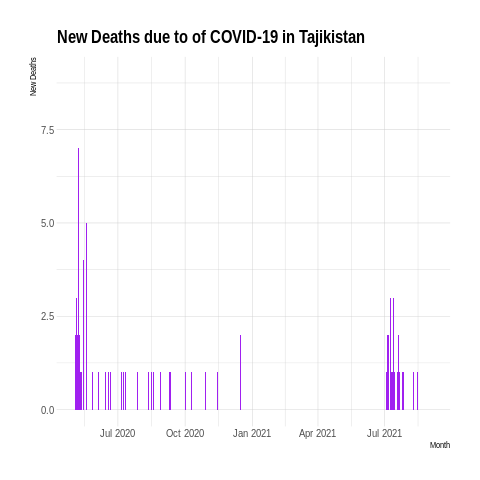 New Deaths due to of COVID-19 in Tajikistan
New Deaths
7.5
5.0
2.5
0.0
Jul 2020 Oct 2020 Jan 2021 Apr 2021 Jul 2021
Month